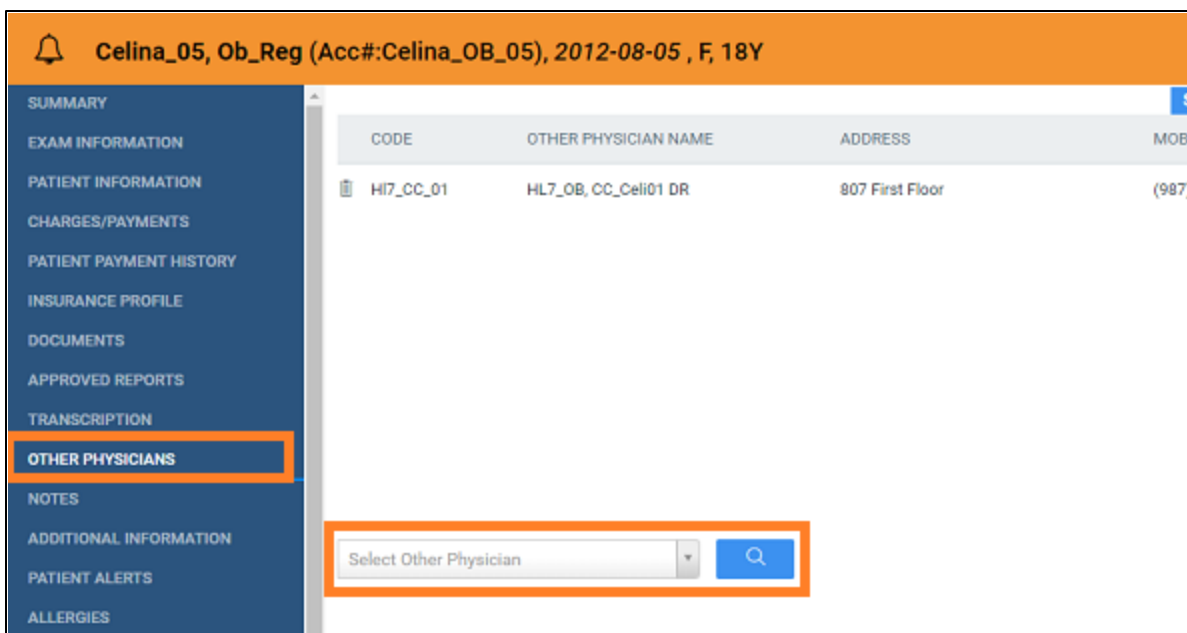 Celina_05, Ob_Reg (Acc#:Celina_OB_05), 2012-08-05 , F, 18Y
SUMMARY
EXAM INFORMATION
PATIENT INFORMATION
CHARGES/PAYMENTS
PATIENT PAYMENT HISTORY
INSURANCE PROFILE
DOCUMENTS
APPROVED REPORTS
TRANSCRIPTION
OTHER PHYSICIANS
NOTES
ADDITIONAL INFORMATION
PATIENT ALERTS
ALLERGIES
CODE OTHER PHYSICIAN NAME ADDRESS MOB
Hl7_CC_01 HL7_OB, CC_Celi01 DR 807 First Floor (987
Select Other Physician